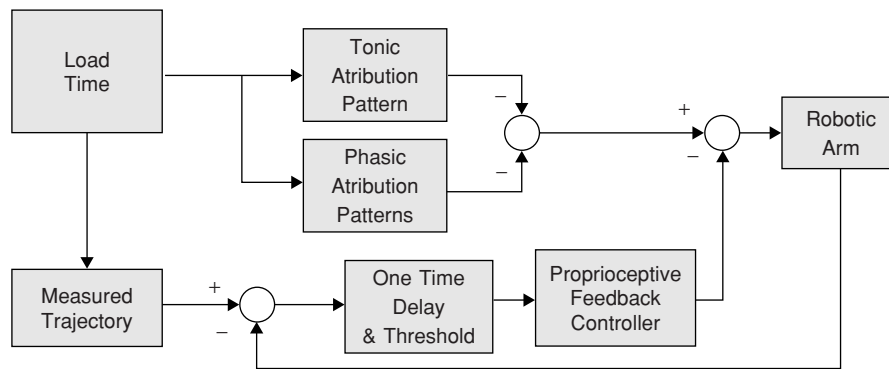 Load
Time
Tonic
Atribution
Pattern
−
+
Robotic
Arm
−
−
Phasic
Atribution
Patterns
Measured
Trajectory
+
−
One Time
Delay
& Threshold
Proprioceptive
Feedback
Controller